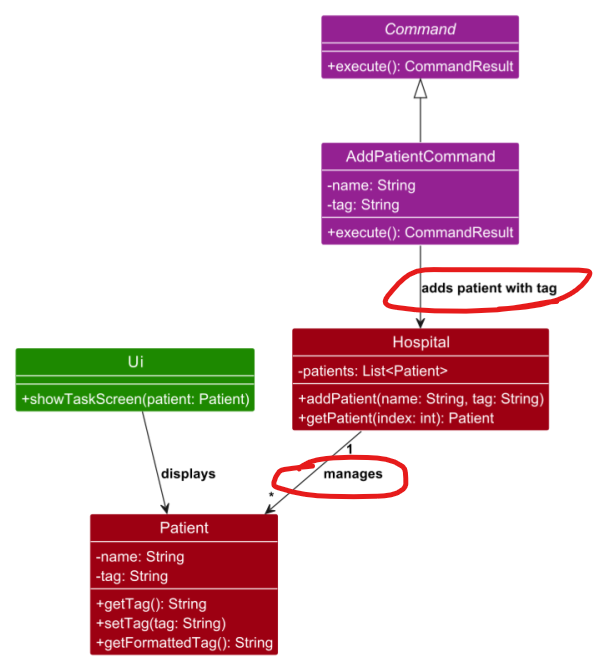 Command
+execute(): CommandResult
AddPatientCommand
-name: String
-tag: String
+execute(): CommandResult
adds patient with tag
Hospital
-patients: List<Patient>
+addPatient(name: String, tag: String)
+getPatient(index: int): Patient
Ui
+showTaskScreen(patient: Patient)
1
displays
manages
*
Patient
-name: String
-tag: String
+getTag(): String
+setTag(tag: String)
+getFormattedTag(): String